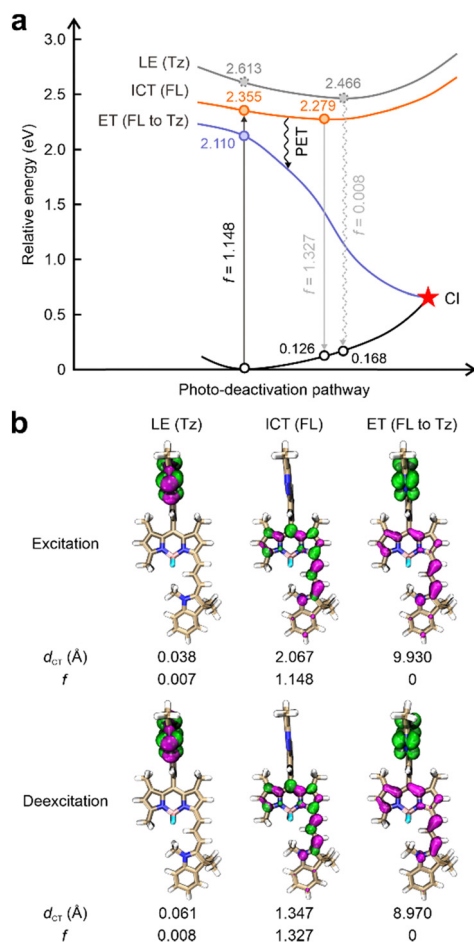 a
3.0
LE (Tz)
2.613
2.5
ICT (FL)
2.355
2.466
2.279
ET (FL to Tz)
2.110
2.0
PET
1.5
1.0
0.5
0
Relative energy (eV)
f = 1.148
f = 1.327
f = 0.008
CI
0.126
0.168
Photo-deactivation pathway
b
LE (Tz) ICT (FL) ET (FL to Tz)
Excitation
dCT (Å) 0.038 2.067 9.930
f 0.007 1.148 0
Deexcitation
dCT (Å) 0.061 1.347 8.970
f 0.008 1.327 0